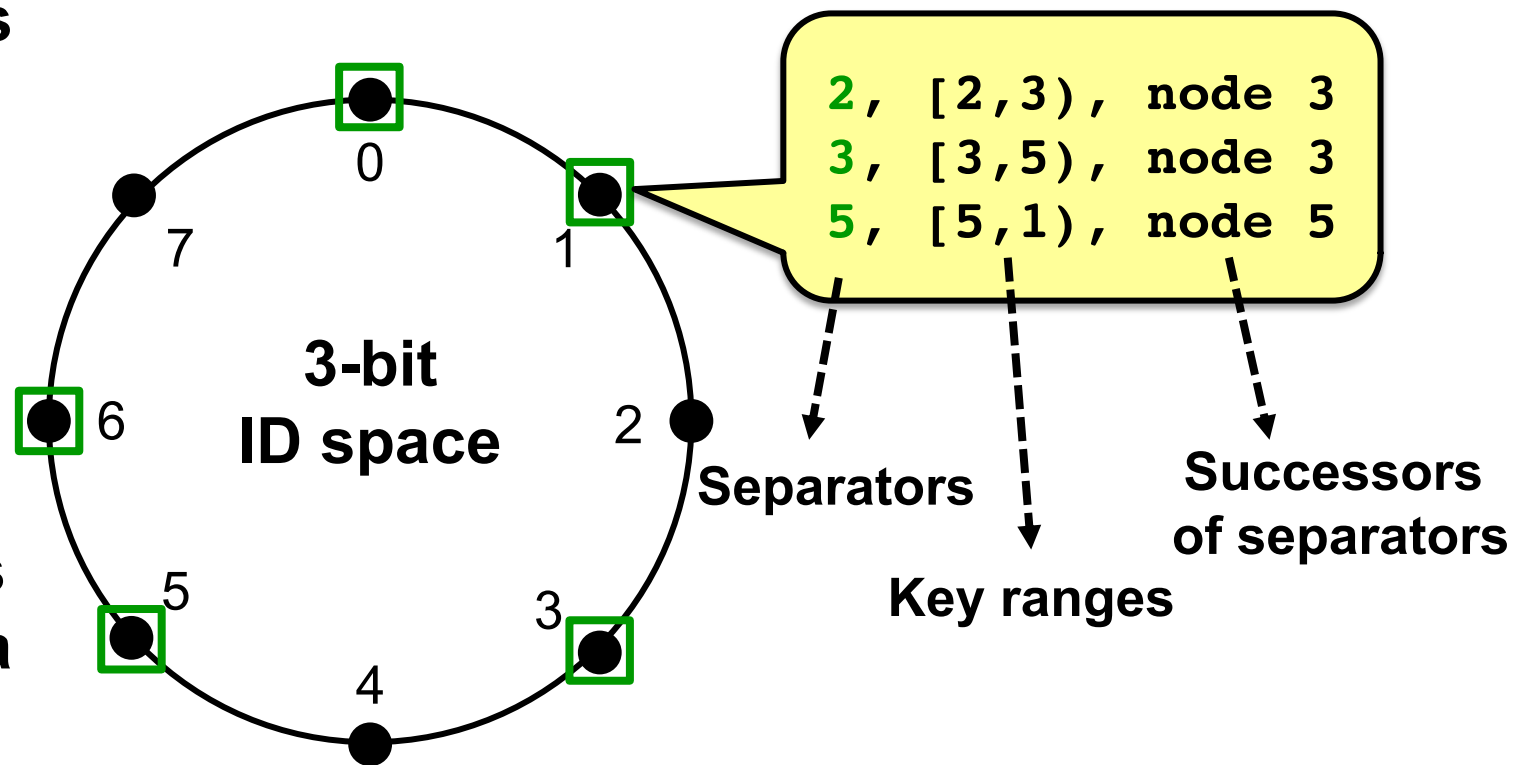 s
2, [2,3), node 3
3, [3,5), node 3
5, [5,1), node 5
0
7
1
3-bit
ID space
6
2
Separators
Successors
of separators
s
5
3
Key ranges
a
4